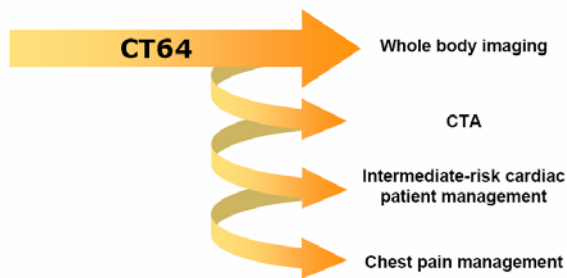 CT64
Whole body imaging
CTA
Intermediate-risk cardiac
patient management
Chest pain management